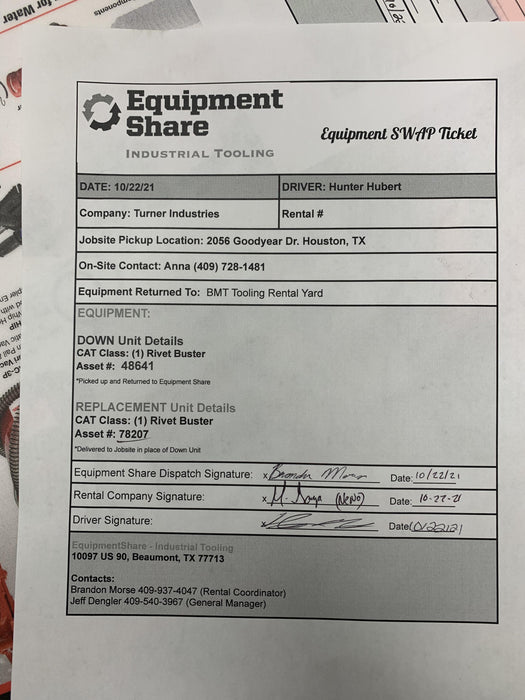 for Water
omponents
Equipment
Share
INDUSTRIAL TOOLING
Equipment SWAP Ticket
DATE: 10/22/21
DRIVER: Hunter Hubert
Company: Turner Industries
Rental #
Jobsite Pickup Location: 2056 Goodyear Dr. Houston, TX
On-Site Contact: Anna (409) 728-1481
Equipment Returned To: BMT Tooling Rental Yard
EQUIPMENT:
DOWN Unit Details
CAT Class: (1) Rivet Buster
Asset #: 48641
*Picked up and Returned to Equipment Share
REPLACEMENT Unit Details
CAT Class: (1) Rivet Buster
Asset #: 78207
*Delivered to Jobsite in place of Down Unit
Equipment Share Dispatch Signature: x Brandon Morse Date: 10/22/21
Rental Company Signature: x M. (NeNo) Date: 10-22-21
Driver Signature: x Date: 10/22/21
EquipmentShare - Industrial Tooling
10097 US 90, Beaumont, TX 77713
Contacts:
Brandon Morse 409-937-4047 (Rental Coordinator)
Jeff Dengler 409-540-3967 (General Manager)